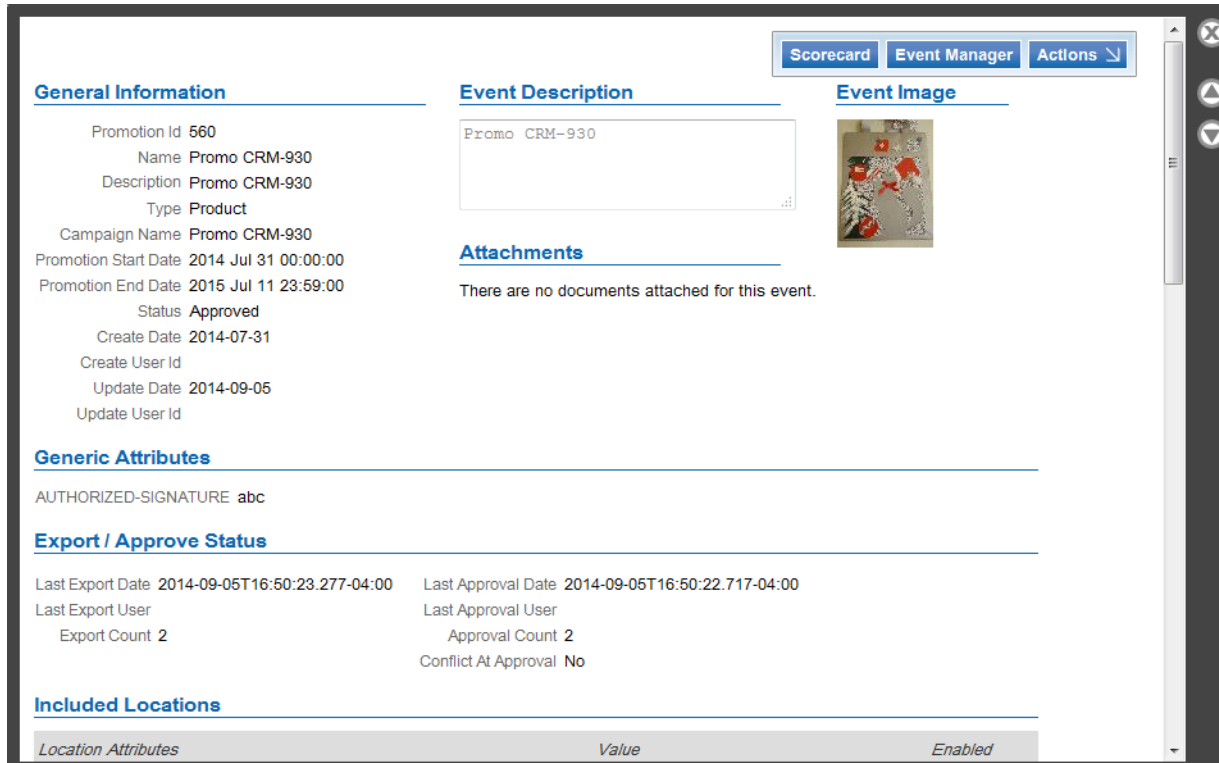 Scorecard Event Manager Actions
General Information
Promotion Id 560
Name Promo CRM-930
Description Promo CRM-930
Type Product
Campaign Name Promo CRM-930
Promotion Start Date 2014 Jul 31 00:00:00
Promotion End Date 2015 Jul 11 23:59:00
Status Approved
Create Date 2014-07-31
Create User Id
Update Date 2014-09-05
Update User Id
Event Description
Promo CRM-930
Attachments
There are no documents attached for this event.
Event Image
Generic Attributes
AUTHORIZED-SIGNATURE abc
Export / Approve Status
Last Export Date 2014-09-05T16:50:23.277-04:00
Last Export User
Export Count 2
Last Approval Date 2014-09-05T16:50:22.717-04:00
Last Approval User
Approval Count 2
Conflict At Approval No
Included Locations
Location Attributes Value Enabled